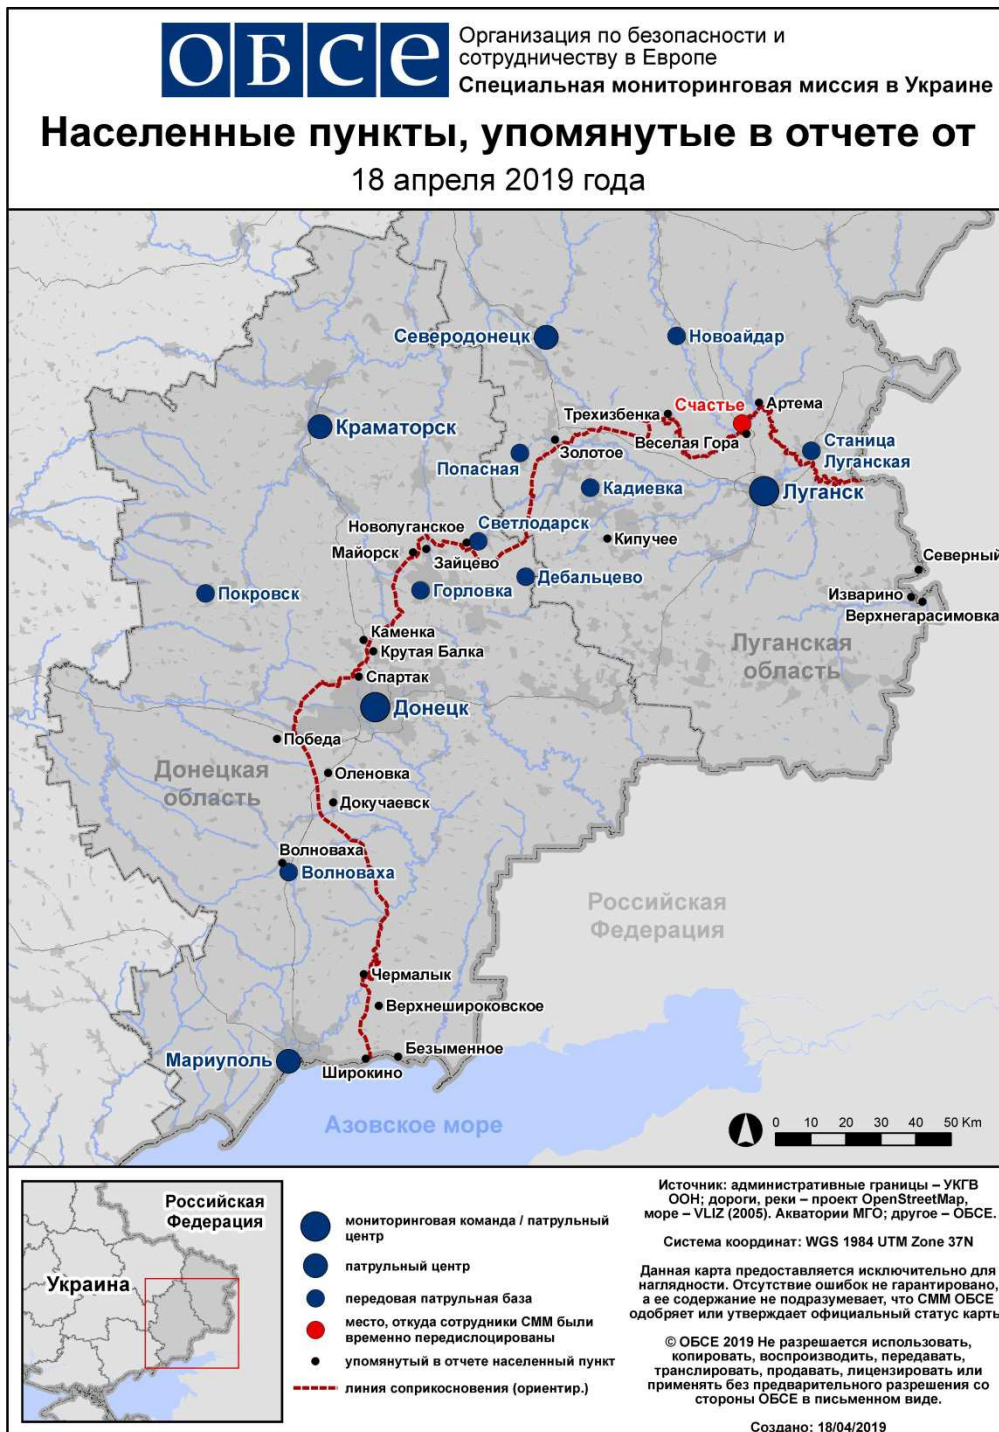 ОБСЕ
Организация по безопасности и
сотрудничеству в Европе
Специальная мониторинговая миссия в Украине
Населенные пункты, упомянутые в отчете от
18 апреля 2019 года
Северодонецк
Новоайдар
Трехизбенка
Счастье
Артема
Краматорск
Веселая Гора
Золотое
Станица
Луганская
Попасная
Кадиевка
Луганск
Новолуганское
Светлодарск
Кипучее
Майорск
Зайцево
Северный
Дебальцево
Покровск
Горловка
Изварино
Верхнегарасимовка
Каменка
Крутая Балка
Луганская
область
Спартак
Донецк
Победа
Донецкая
область
Оленовка
Докучаевск
Волноваха
Волноваха
Российская
Федерация
Чермалык
Верхнешироковское
Безыменное
Мариуполь
Широкино
Азовское море
0 10 20 30 40 50 Km
Российская
Федерация
Украина
мониторинговая команда / патрульный
центр
патрульный центр
передовая патрульная база
место, откуда сотрудники СММ были
временно передислоцированы
упомянутый в отчете населенный пункт
линия соприкосновения (ориентир.)
Источник: административные границы – УКГВ
ООН; дороги, реки – проект OpenStreetMap,
море – VLIZ (2005). Акватории МГО; другое – ОБСЕ.
Система координат: WGS 1984 UTM Zone 37N
Данная карта предоставляется исключительно для
наглядности. Отсутствие ошибок не гарантировано,
а ее содержание не подразумевает, что СММ ОБСЕ
одобряет или утверждает официальный статус карты
© ОБСЕ 2019 Не разрешается использовать,
копировать, воспроизводить, передавать,
транслировать, продавать, лицензировать или
применять без предварительного разрешения со
стороны ОБСЕ в письменном виде.
Создано: 18/04/2019